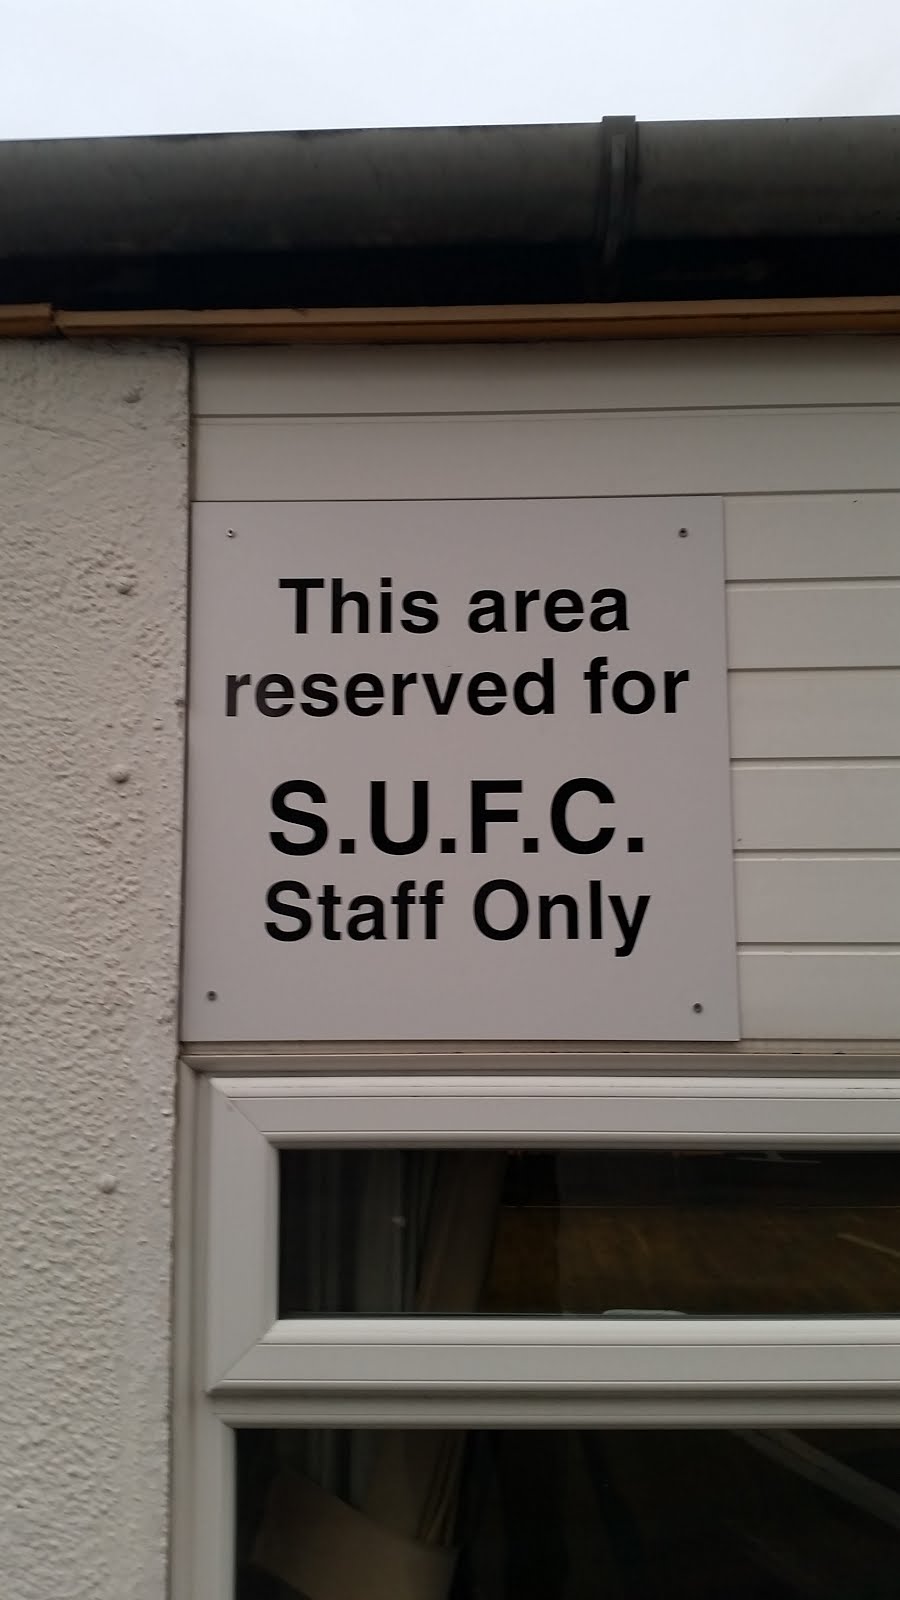 This area
reserved for
S.U.F.C.
Staff Only